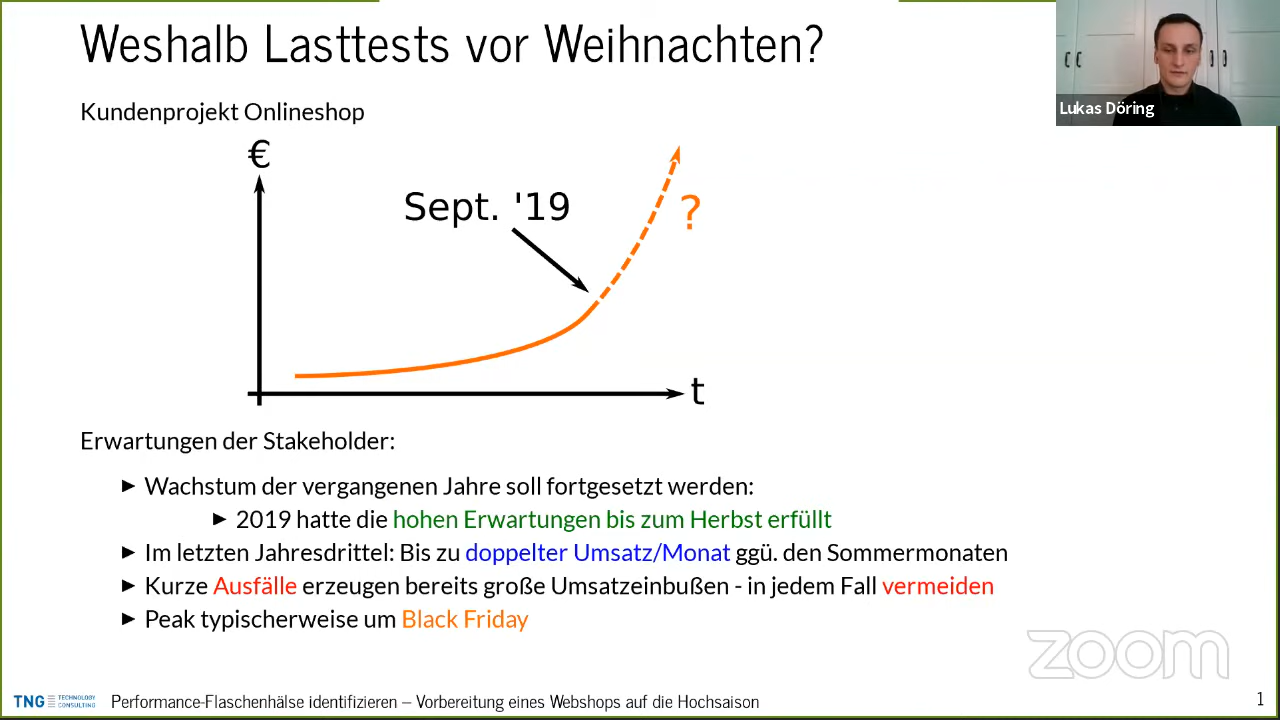 Weshalb Lasttests vor Weihnachten?
Lukas Döring
Kundenprojekt Onlineshop
€
Sept. '19
?
t
Erwartungen der Stakeholder:
► Wachstum der vergangenen Jahre soll fortgesetzt werden:
► 2019 hatte die hohen Erwartungen bis zum Herbst erfüllt
► Im letzten Jahresdrittel: Bis zu doppelter Umsatz/Monat ggü. den Sommermonaten
► Kurze Ausfälle erzeugen bereits große Umsatzeinbußen - in jedem Fall vermeiden
► Peak typischerweise um Black Friday
zoom
TNG TECHNOLOGY CONSULTING
Performance-Flaschenhälse identifizieren – Vorbereitung eines Webshops auf die Hochsaison
1